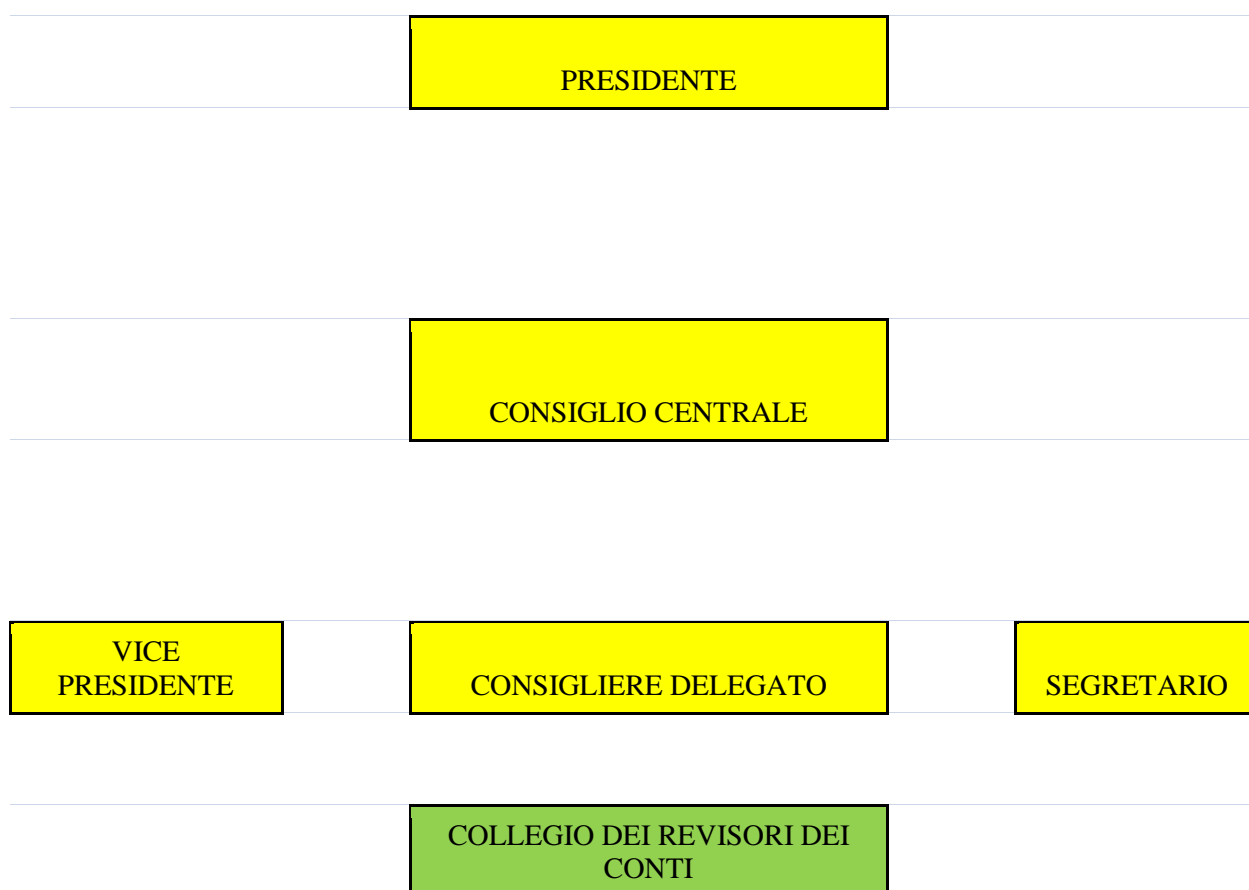 PRESIDENTE
CONSIGLIO CENTRALE
VICE
PRESIDENTE
CONSIGLIERE DELEGATO
SEGRETARIO
COLLEGIO DEI REVISORI DEI
CONTI